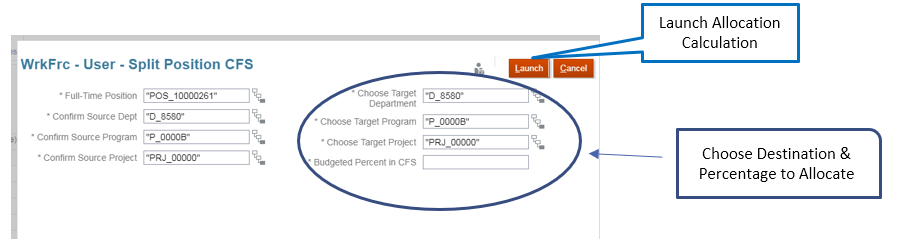 Launch Allocation
Calculation
WrkFrc - User - Split Position CFS
Launch
Cancel
* Full-Time Position "POS_10000261"
* Confirm Source Dept "D_8580"
* Confirm Source Program "P_0000B"
* Confirm Source Project "PRJ_00000"
* Choose Target
Department "D_8580"
* Choose Target Program "P_0000B"
* Choose Target Project "PRJ_00000"
* Budgeted Percent in CFS
Choose Destination &
Percentage to Allocate